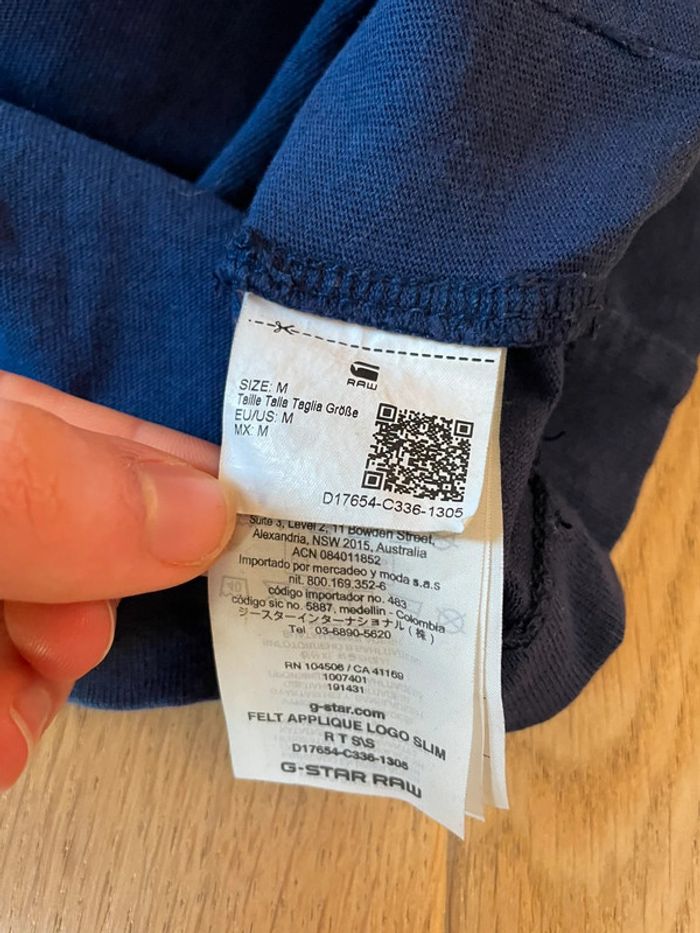 RAW
SIZE: M
Taille Talla Taglia Größe
EU/US: M
MX: M
D17654-C336-1305
Suite 3, Level 2, 11 Bowden Street,
Alexandria, NSW 2015, Australia
ACN 084011852
Importado por mercadeo y moda s.a.s
nit. 800.169.352-6
código importador no. 483
código sic no. 5887, medellin - Colombia
ジースターインターナショナル(株)
Tel 03-6890-5620
RN 104506 / CA 41169
1007401
191431
g-star.com
FELT APPLIQUE LOGO SLIM
R T S\S
D17654-C336-1305
G-STAR RAW